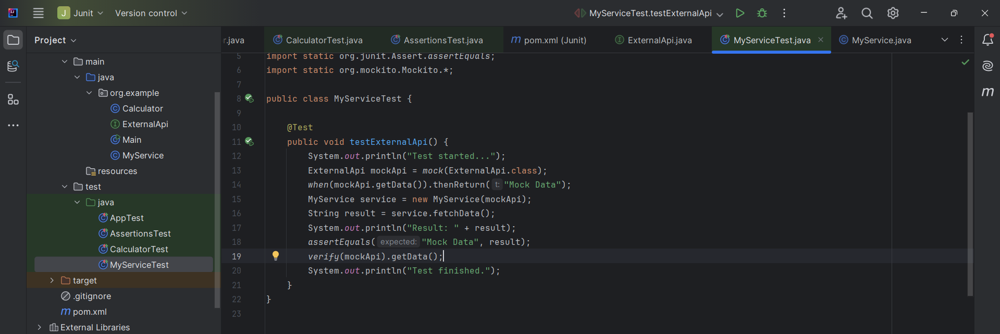 J Junit Version control MyServiceTest.testExternalApi
Project
r.java CalculatorTest.java AssertionsTest.java pom.xml (Junit) ExternalApi.java MyServiceTest.java MyService.java
main
java
org.example
Calculator
ExternalApi
Main
MyService
resources
test
java
AppTest
AssertionsTest
CalculatorTest
MyServiceTest
target
.gitignore
pom.xml
External Libraries
5 import static org.junit.Assert.assertEquals;
6 import static org.mockito.Mockito.*;
7
8 public class MyServiceTest {
9
10 @Test
11 public void testExternalApi() {
12 System.out.println("Test started...");
13 ExternalApi mockApi = mock(ExternalApi.class);
14 when(mockApi.getData()).thenReturn( t: "Mock Data");
15 MyService service = new MyService(mockApi);
16 String result = service.fetchData();
17 System.out.println("Result: " + result);
18 assertEquals( expected: "Mock Data", result);
19 verify(mockApi).getData();
20 System.out.println("Test finished.");
21 }
22 }
23